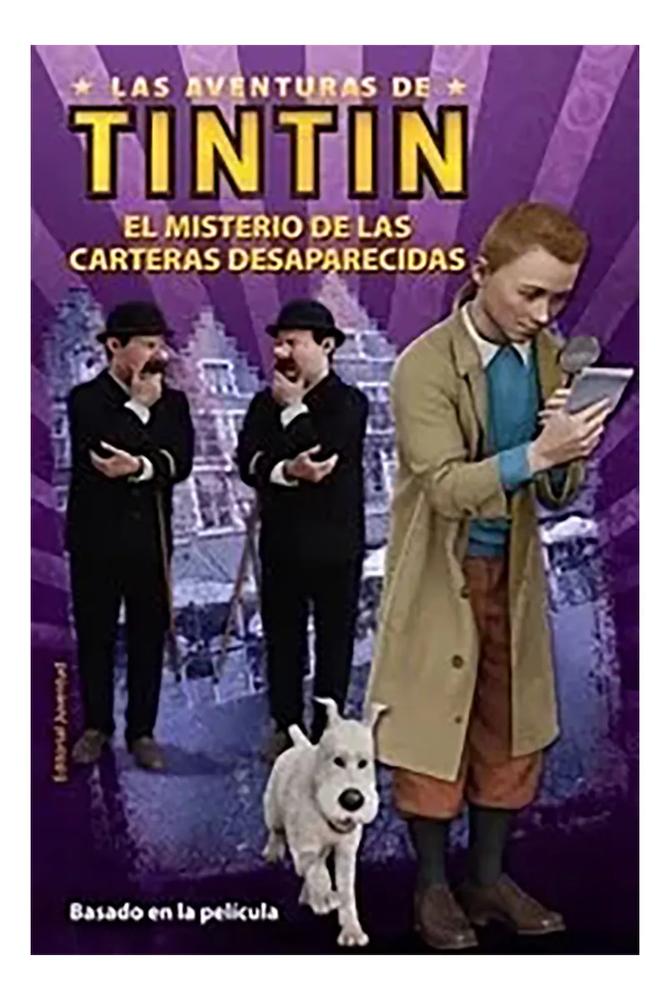 LAS AVENTURAS DE
TINTIN
EL MISTERIO DE LAS
CARTERAS DESAPARECIDAS
Editorial Juventud
Basado en la película